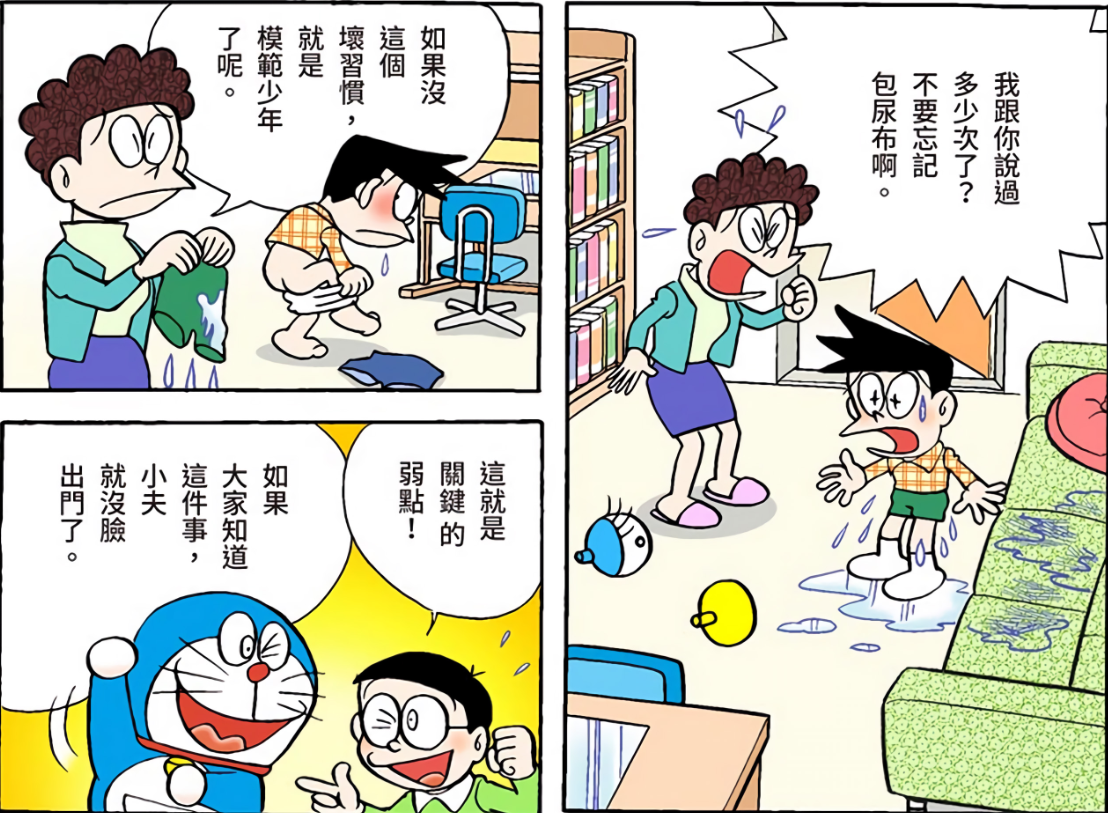 我跟你說過
多少次了？
不要忘記
包尿布啊。
如果沒
這個
壞習慣，
就是
模範少年
了呢。
這就是
關鍵的
弱點！
如果
大家知道
這件事，
小夫
就沒臉
出門了。